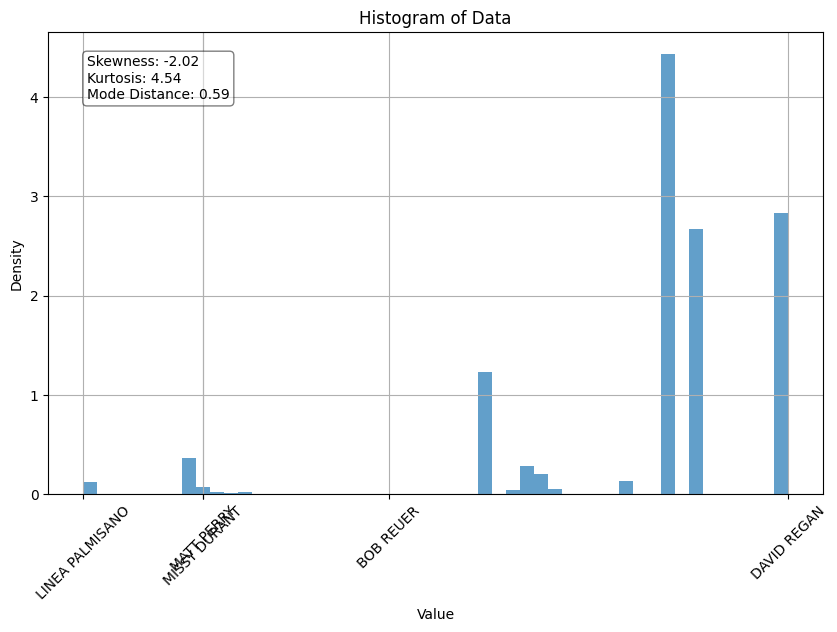 Histogram of Data
Skewness: -2.02
Kurtosis: 4.54
Mode Distance: 0.59
Density
4
3
2
1
0
LINEA PALMISANO
MATT PERRY
MISSY DURANT
BOB REUER
DAVID REGAN
Value